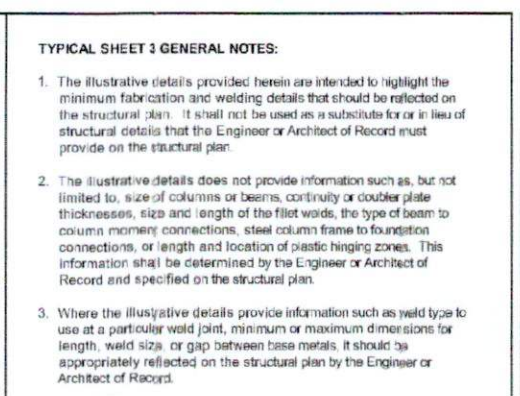 TYPICAL SHEET 3 GENERAL NOTES:
1. The illustrative details provided herein are intended to highlight the
minimum fabrication and welding details that should be reflected on
the structural plan. It shall not be used as a substitute for or in lieu of
structural details that the Engineer or Architect of Record must
provide on the structural plan.
2. The illustrative details does not provide information such as, but not
limited to, size of columns or beams, continuity or doubler plate
thicknesses, size and length of the fillet welds, the type of beam to
column moment connections, steel column frame to foundation
connections, or length and location of plastic hinging zones. This
information shall be determined by the Engineer or Architect of
Record and specified on the structural plan.
3. Where the illustrative details provide information such as weld type to
use at a particular weld joint, minimum or maximum dimensions for
length, weld size, or gap between base metals, it should be
appropriately reflected on the structural plan by the Engineer or
Architect of Record.